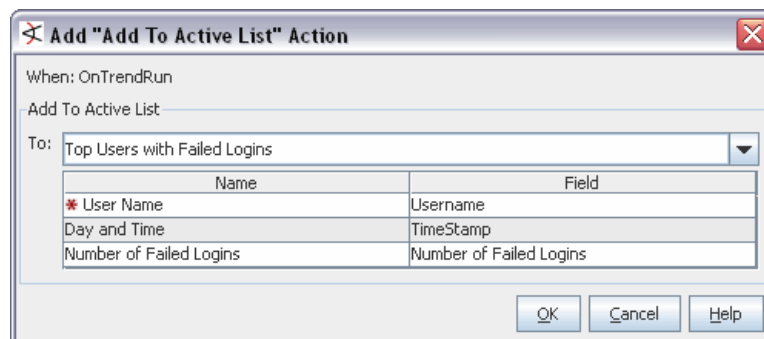 Add "Add To Active List" Action
When: OnTrendRun
Add To Active List
To: Top Users with Failed Logins
Name Field
* User Name Username
Day and Time TimeStamp
Number of Failed Logins Number of Failed Logins
OK Cancel Help